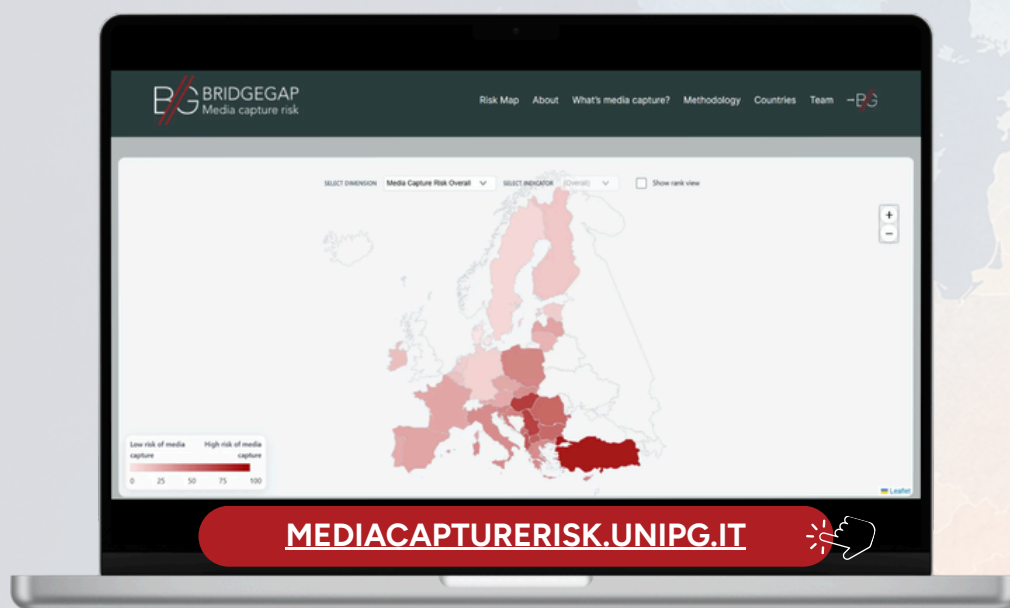 BG BRIDGEGAP
Media capture risk
Risk Map About What's media capture? Methodology Countries Team BG
SELECT DIMENSION Media Capture Risk Overall SELECT INDICATOR (Overall) Show rank view
+
−
Low risk of media capture
High risk of media capture
0 25 50 75 100
Leaflet
MEDIACAPTURERISK.UNIPG.IT